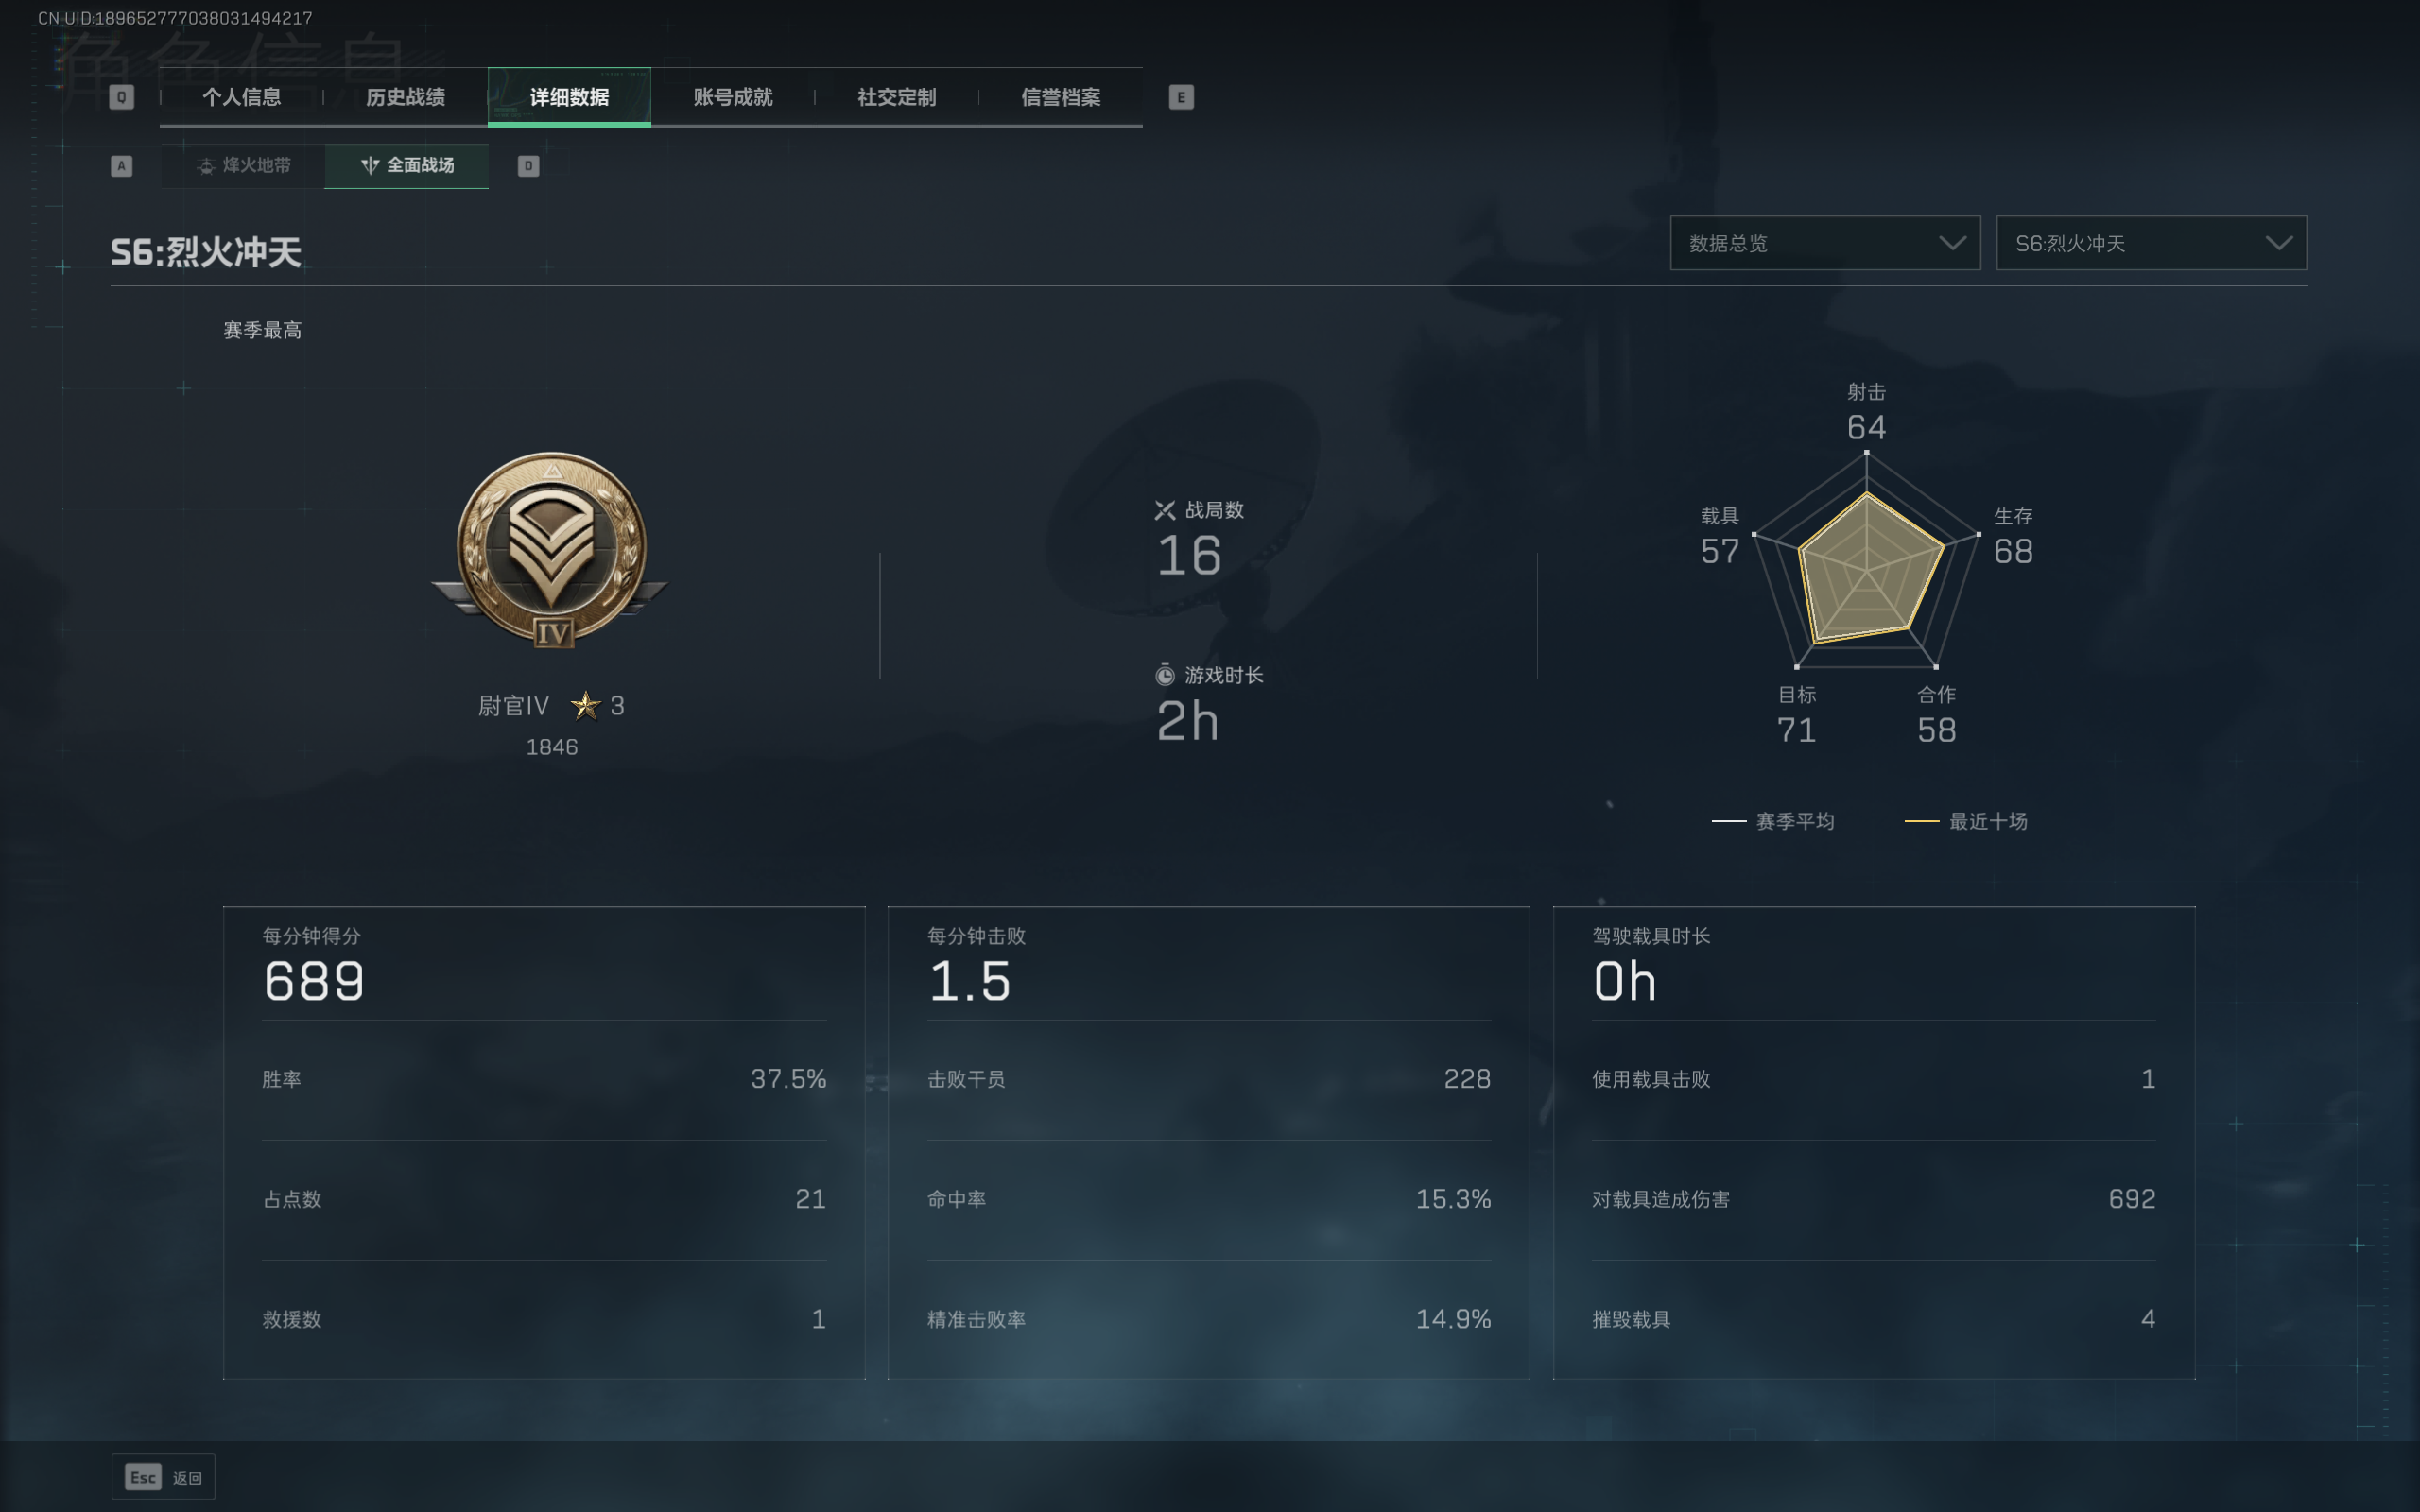 CN UID:189652777038031494217
角色信息
Q 个人信息 历史战绩 详细数据 账号成就 社交定制 信誉档案 E
A 烽火地带 全面战场 D
S6:烈火冲天
数据总览 S6:烈火冲天
赛季最高
IV
尉官IV 3
1846
战局数
16
游戏时长
2h
射击
64
载具
57
生存
68
目标
71
合作
58
赛季平均 最近十场
每分钟得分
689
胜率 37.5%
占点数 21
救援数 1
每分钟击败
1.5
击败干员 228
命中率 15.3%
精准击败率 14.9%
驾驶载具时长
0h
使用载具击败 1
对载具造成伤害 692
摧毁载具 4
Esc 返回